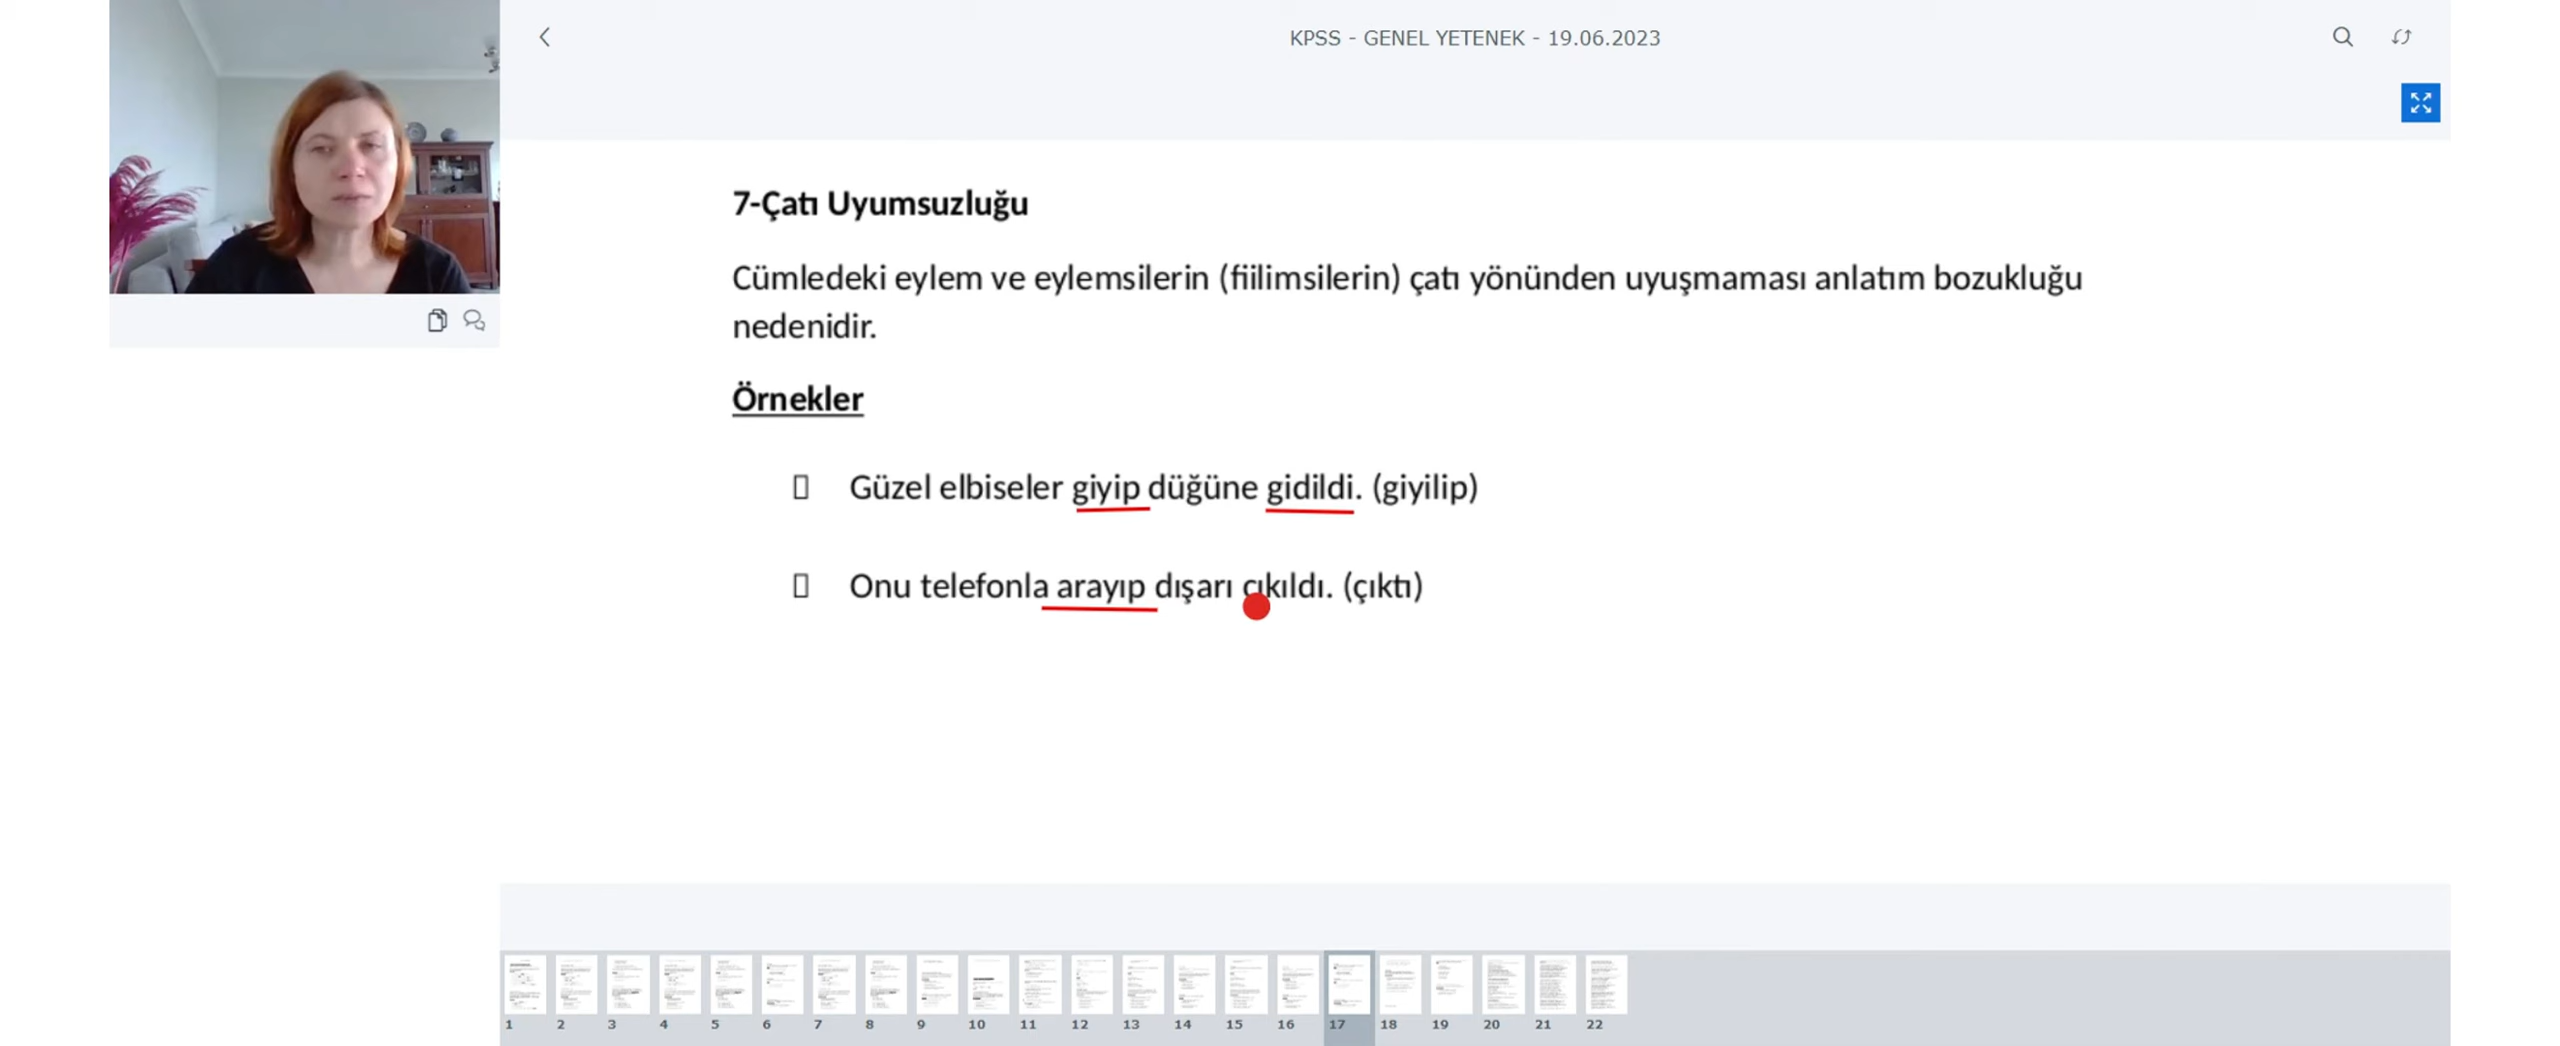 KPSS - GENEL YETENEK - 19.06.2023
7-Çatı Uyumsuzluğu
Cümledeki eylem ve eylemsilerin (fiilimsilerin) çatı yönünden uyuşmaması anlatım bozukluğu
nedenidir.
Örnekler
Güzel elbiseler giyip düğüne gidildi. (giyilip)
Onu telefonla arayıp dışarı çıkıldı. (çıktı)
1 2 3 4 5 6 7 8 9 10 11 12 13 14 15 16 17 18 19 20 21 22